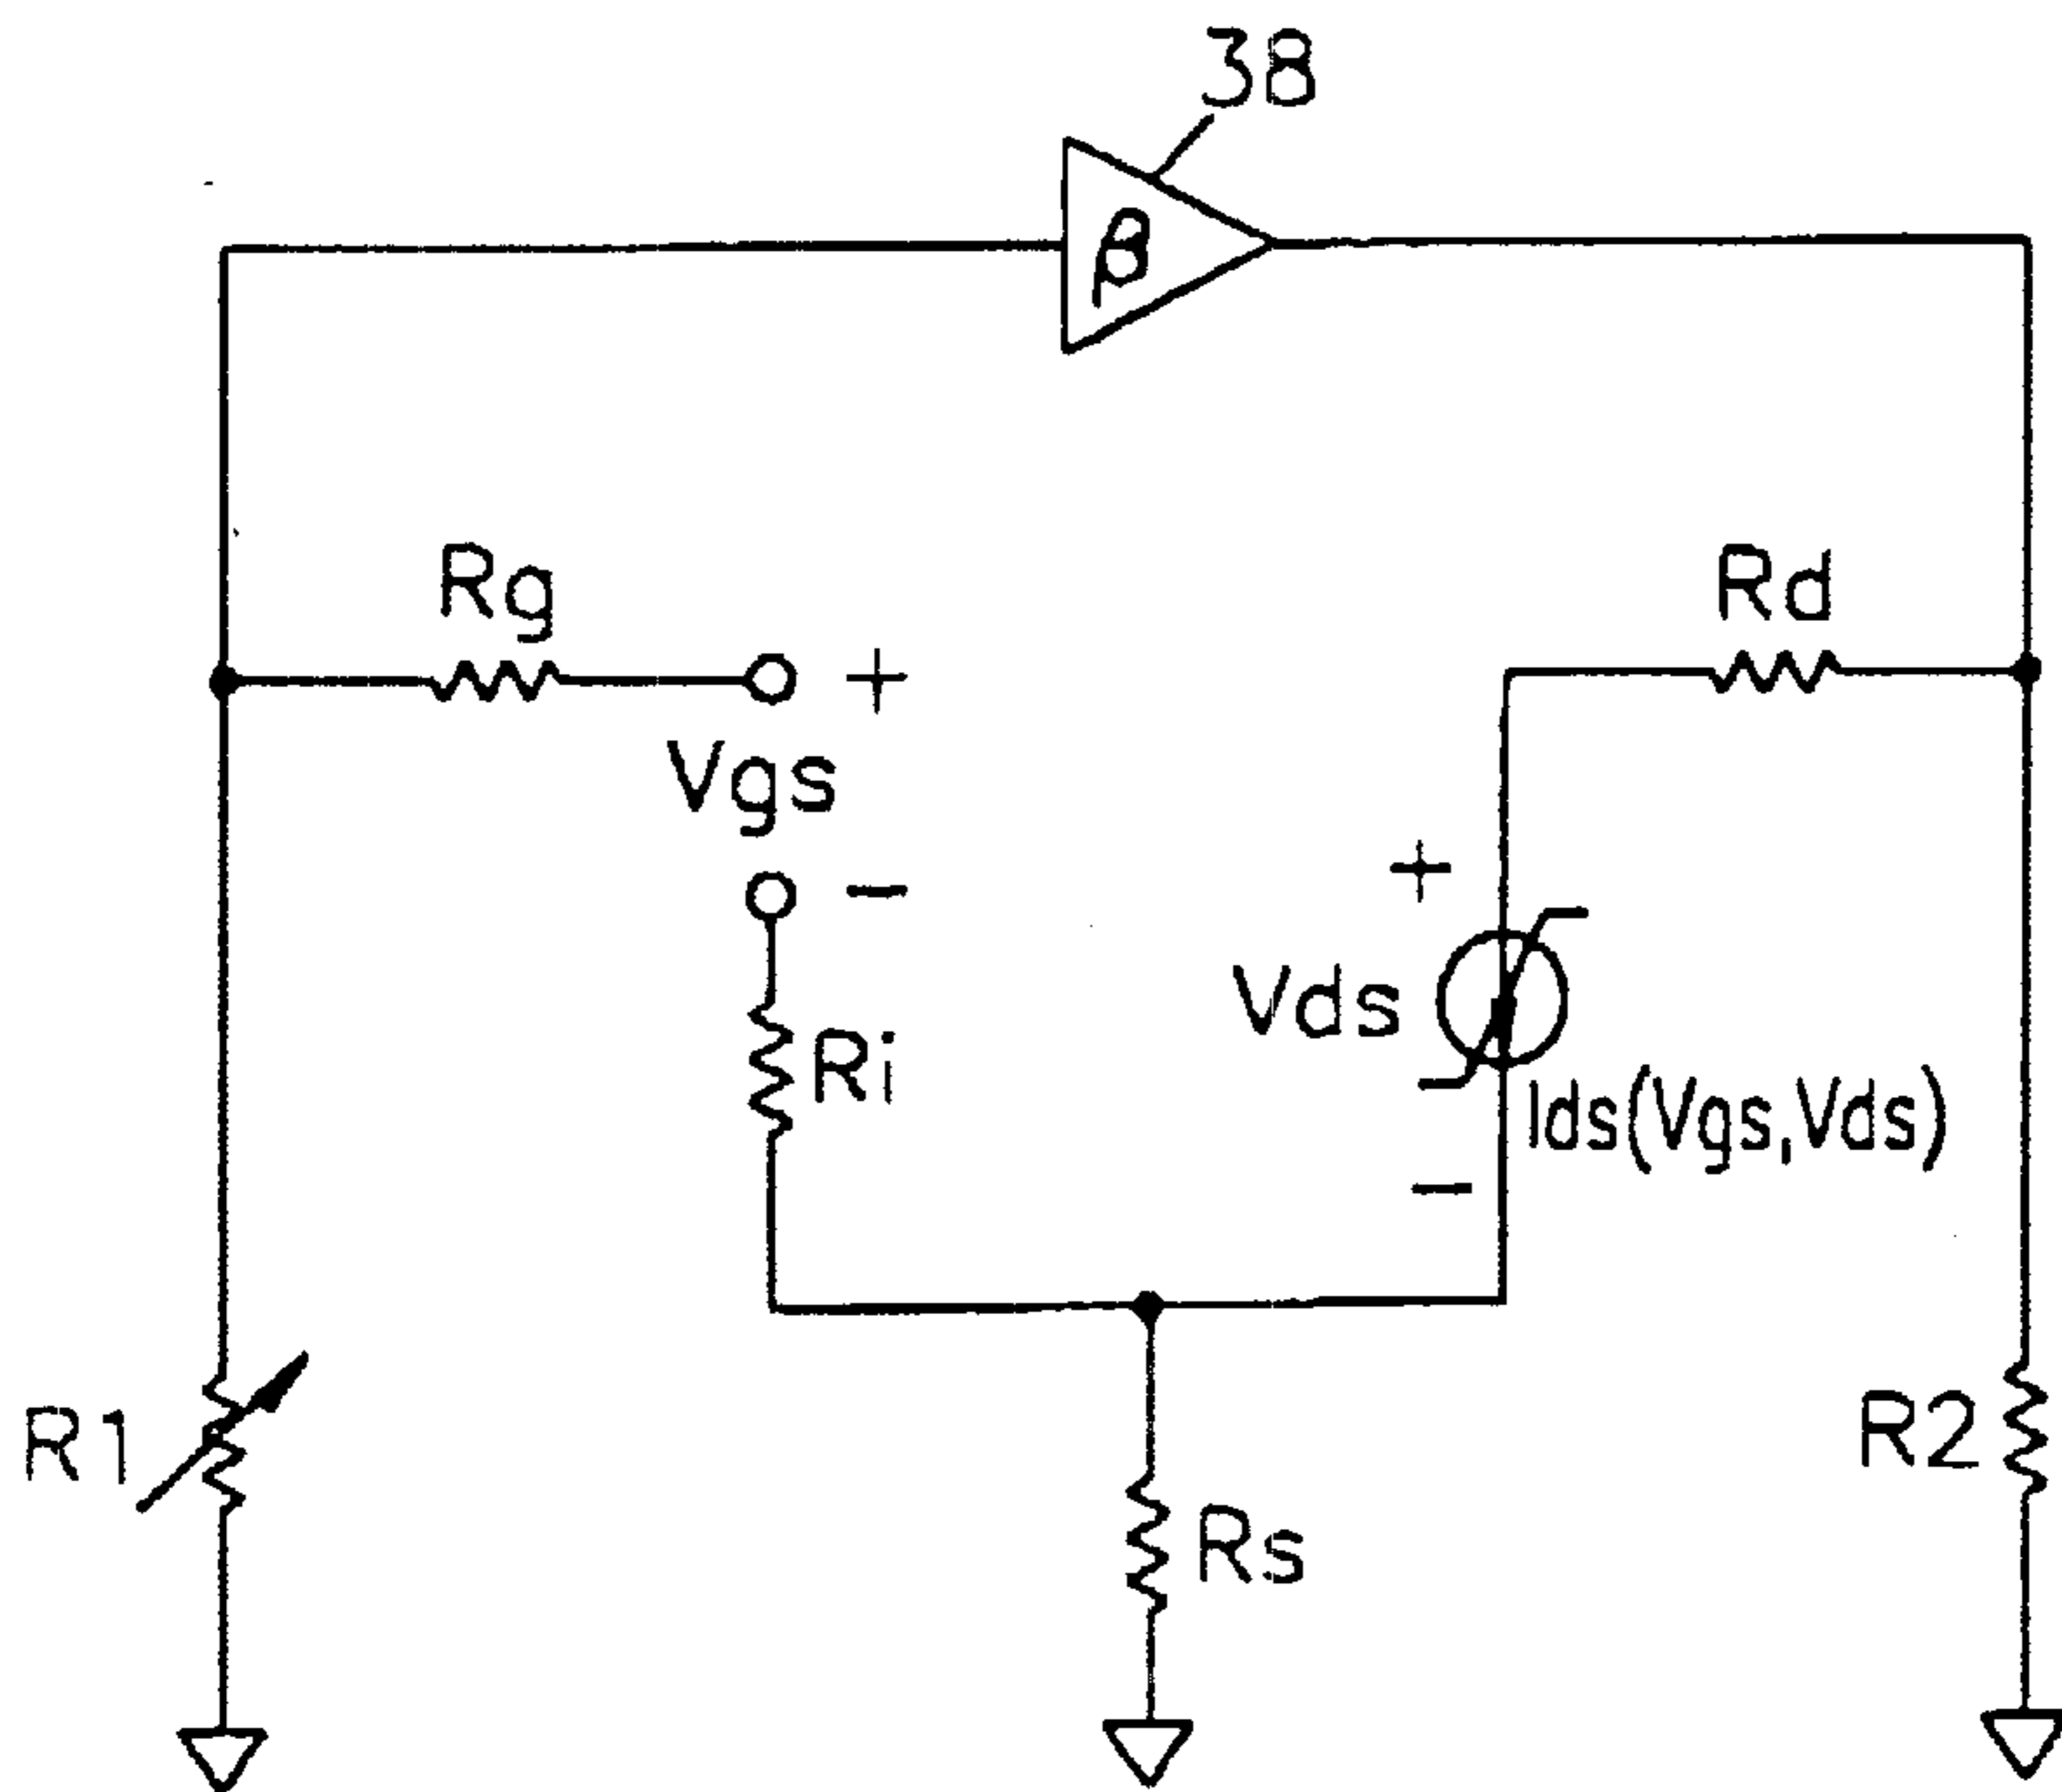 38
β
Rg
Rd
+
Vgs
+
-
Vds
Ri
Ids(Vgs,Vds)
-
R1
R2
Rs